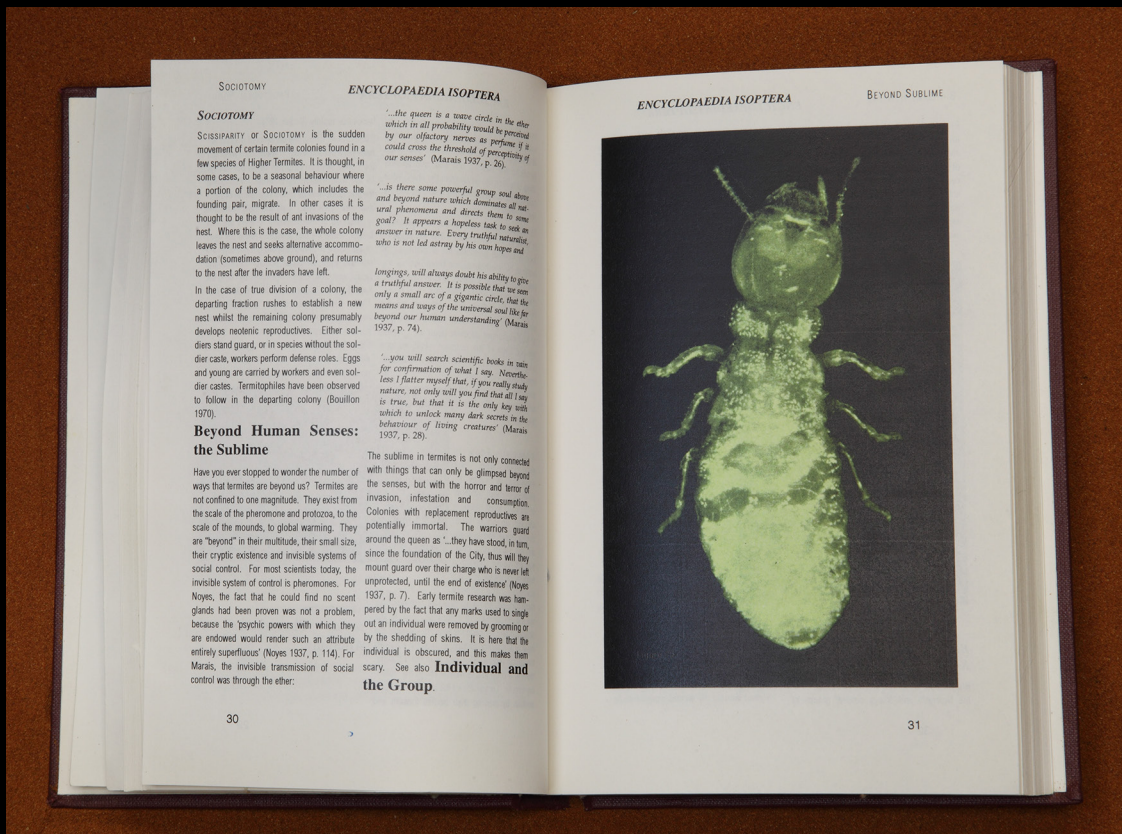 SOCIOTOMY
ENCYCLOPAEDIA ISOPTERA
SOCIOTOMY
SCISSIPARITY or SOCIOTOMY is the sudden
movement of certain termite colonies found in a
few species of Higher Termites. It is thought, in
some cases, to be a seasonal behaviour where
a portion of the colony, which includes the
founding pair, migrate. In other cases it is
thought to be the result of ant invasions of the
nest. Where this is the case, the whole colony
leaves the nest and seeks alternative accommo-
dation (sometimes above ground), and returns
to the nest after the invaders have left.
In the case of true division of a colony, the
departing fraction rushes to establish a new
nest whilst the remaining colony presumably
develops neotenic reproductives. Either sol-
diers stand guard, or in species without the sol-
dier caste, workers perform defense roles. Eggs
and young are carried by workers and even sol-
dier castes. Termitophiles have been observed
to follow in the departing colony (Bouillon
1970).
Beyond Human Senses:
the Sublime
Have you ever stopped to wonder the number of
ways that termites are beyond us? Termites are
not confined to one magnitude. They exist from
the scale of the pheromone and protozoa, to the
scale of the mounds, to global warming. They
are "beyond" in their multitude, their small size,
their cryptic existence and invisible systems of
social control. For most scientists today, the
invisible system of control is pheromones. For
Noyes, the fact that he could find no scent
glands had been proven was not a problem,
because the 'psychic powers with which they
are endowed would render such an attribute
entirely superfluous' (Noyes 1937, p. 114). For
Marais, the invisible transmission of social
control was through the ether:
30
'...the queen is a wave circle in the ether
which in all probability would be perceived
by our olfactory nerves as perfume if it
could cross the threshold of perceptivity of
our senses' (Marais 1937, p. 26).
'...is there some powerful group soul above
and beyond nature which dominates all nat-
ural phenomena and directs them to some
goal? It appears a hopeless task to seek an
answer in nature. Every truthful naturalist,
who is not led astray by his own hopes and
longings, will always doubt his ability to give
a truthful answer. It is possible that we seen
only a small arc of a gigantic circle, that the
means and ways of the universal soul like far
beyond our human understanding' (Marais
1937, p. 74).
'...you will search scientific books in vain
for confirmation of what I say. Neverthe-
less I flatter myself that, if you really study
nature, not only will you find that all I say
is true, but that it is the only key with
which to unlock many dark secrets in the
behaviour of living creatures' (Marais
1937, p. 28).
The sublime in termites is not only connected
with things that can only be glimpsed beyond
the senses, but with the horror and terror of
invasion, infestation and consumption.
Colonies with replacement reproductives are
potentially immortal. The warriors guard
around the queen as '...they have stood, in turn,
since the foundation of the City, thus will they
mount guard over their charge who is never left
unprotected, until the end of existence' (Noyes
1937, p. 7). Early termite research was ham-
pered by the fact that any marks used to single
out an individual were removed by grooming or
by the shedding of skins. It is here that the
individual is obscured, and this makes them
scary. See also Individual and
the Group.
ENCYCLOPAEDIA ISOPTERA
BEYOND SUBLIME
31